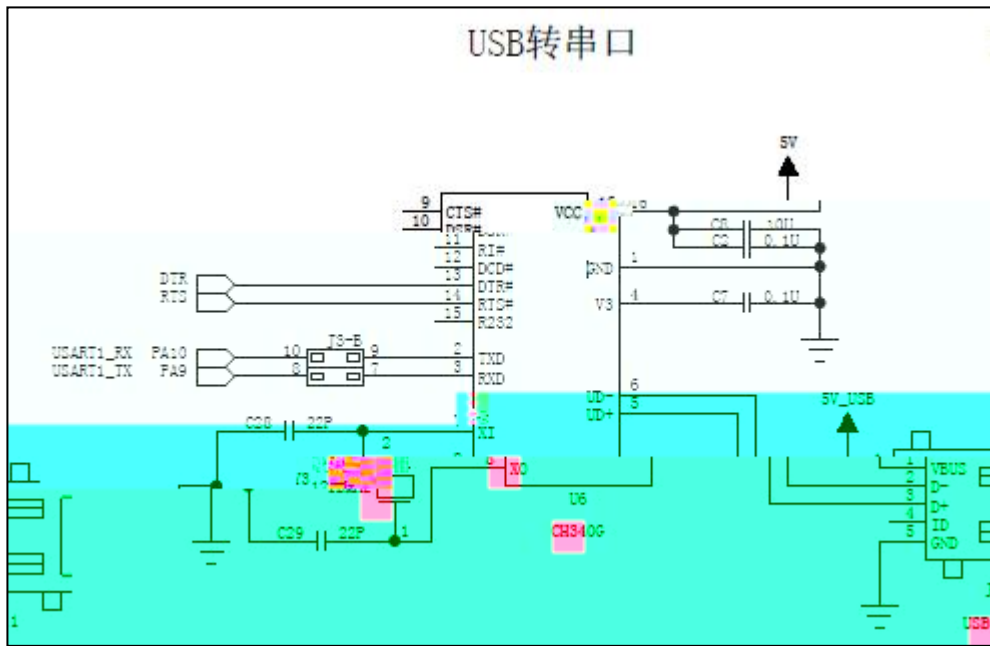 USB转串口
5V
9 CTS# VCC
10
11
12 RI#
13 DCD# GND 1
DTR 14 DTR#
RTS RTS# V3 4 C7 0.1U
15 R232
C2 0.1U
10U
J3-B
USART1_RX PA10 10 9 2 TXD
USART1_TX PA9 8 7 3 RXD
UD- 6
UD+ 5
5V_USB
C28 22P XI
2
XO
U6
CH340G
C29 22P 1
1 VBUS
2 D-
3 D+
4 ID
5 GND
1
USB